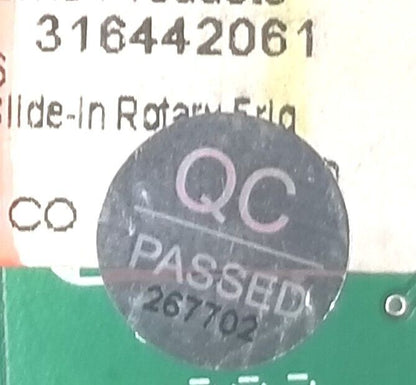 316442061
lide-In Rotary Frig
CO
QC
PASSED
267702